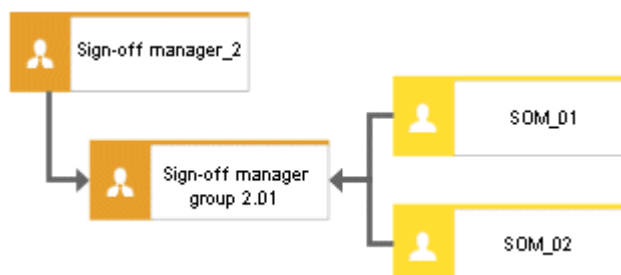 Sign-off manager_2
SOM_01
Sign-off manager
group 2.01
SOM_02